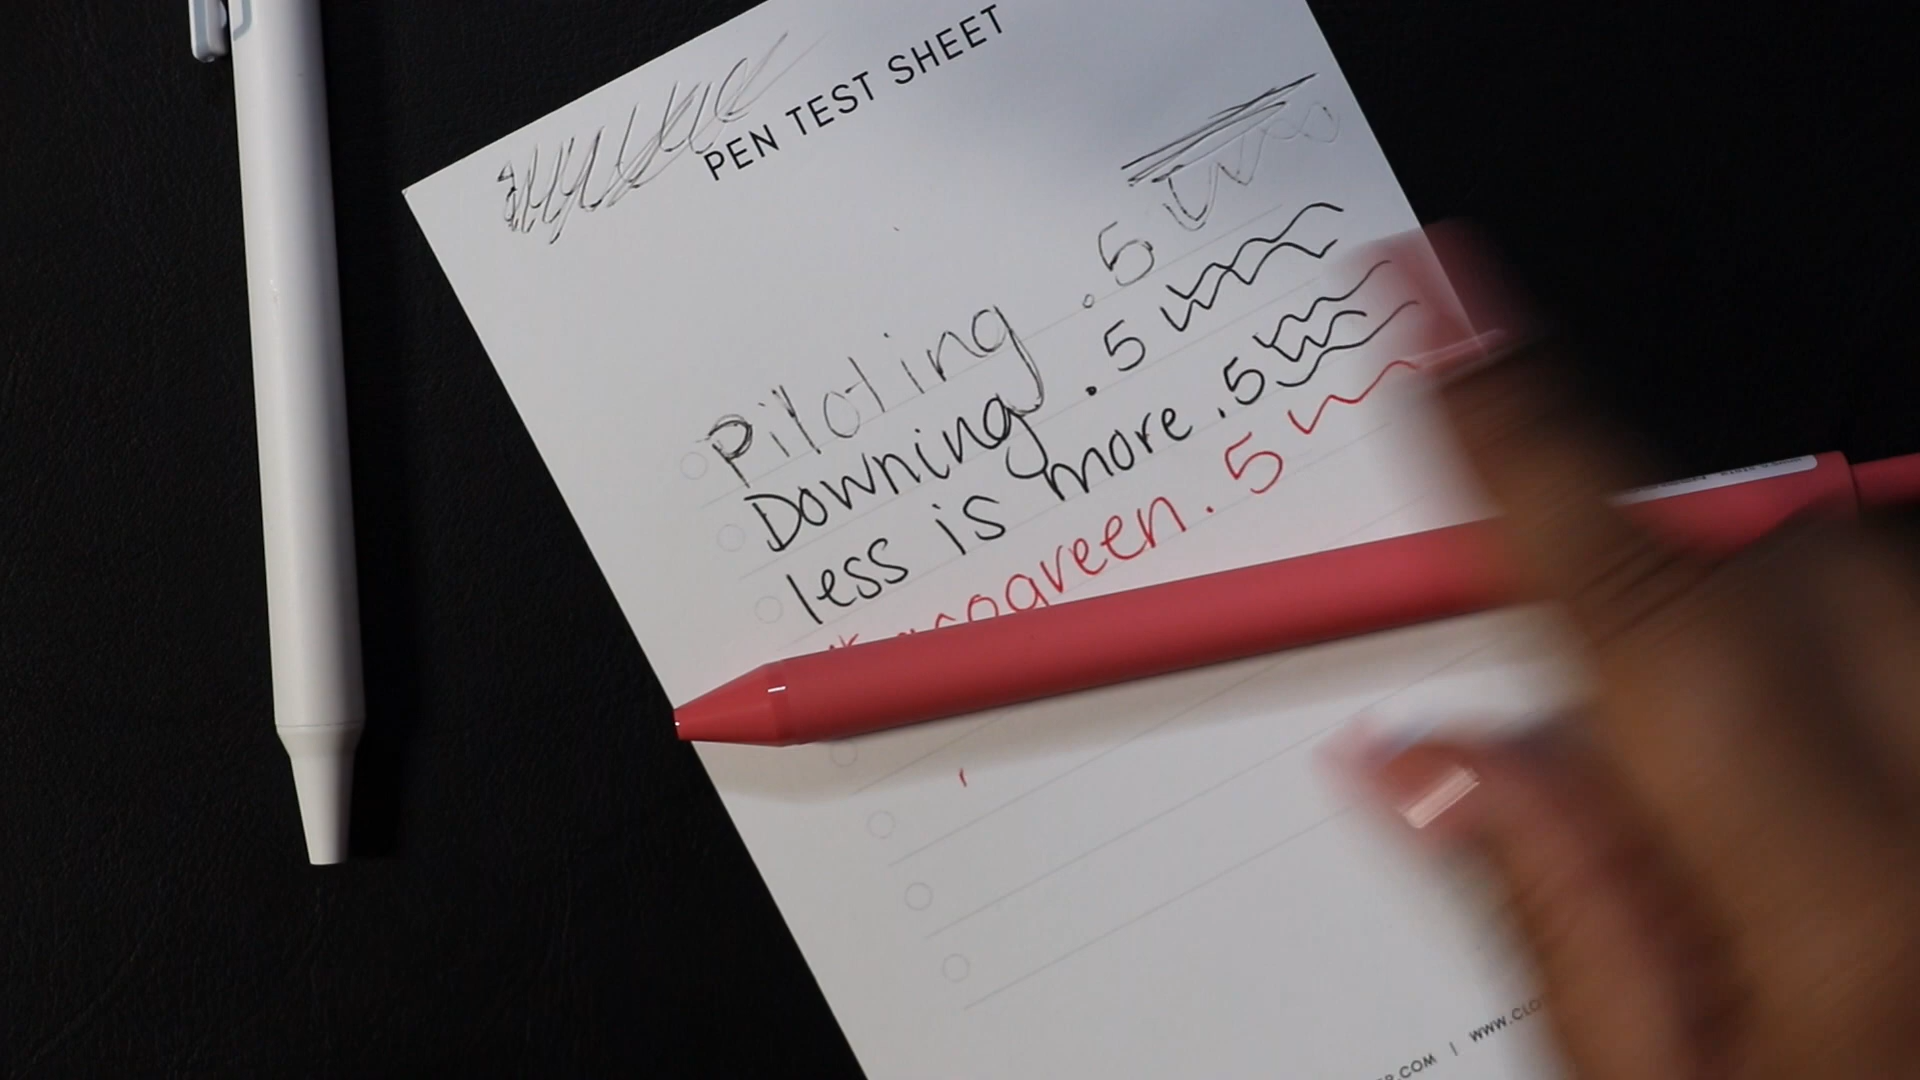 PEN TEST SHEET
Piloting .5
Downing .5
less is more .5
.5